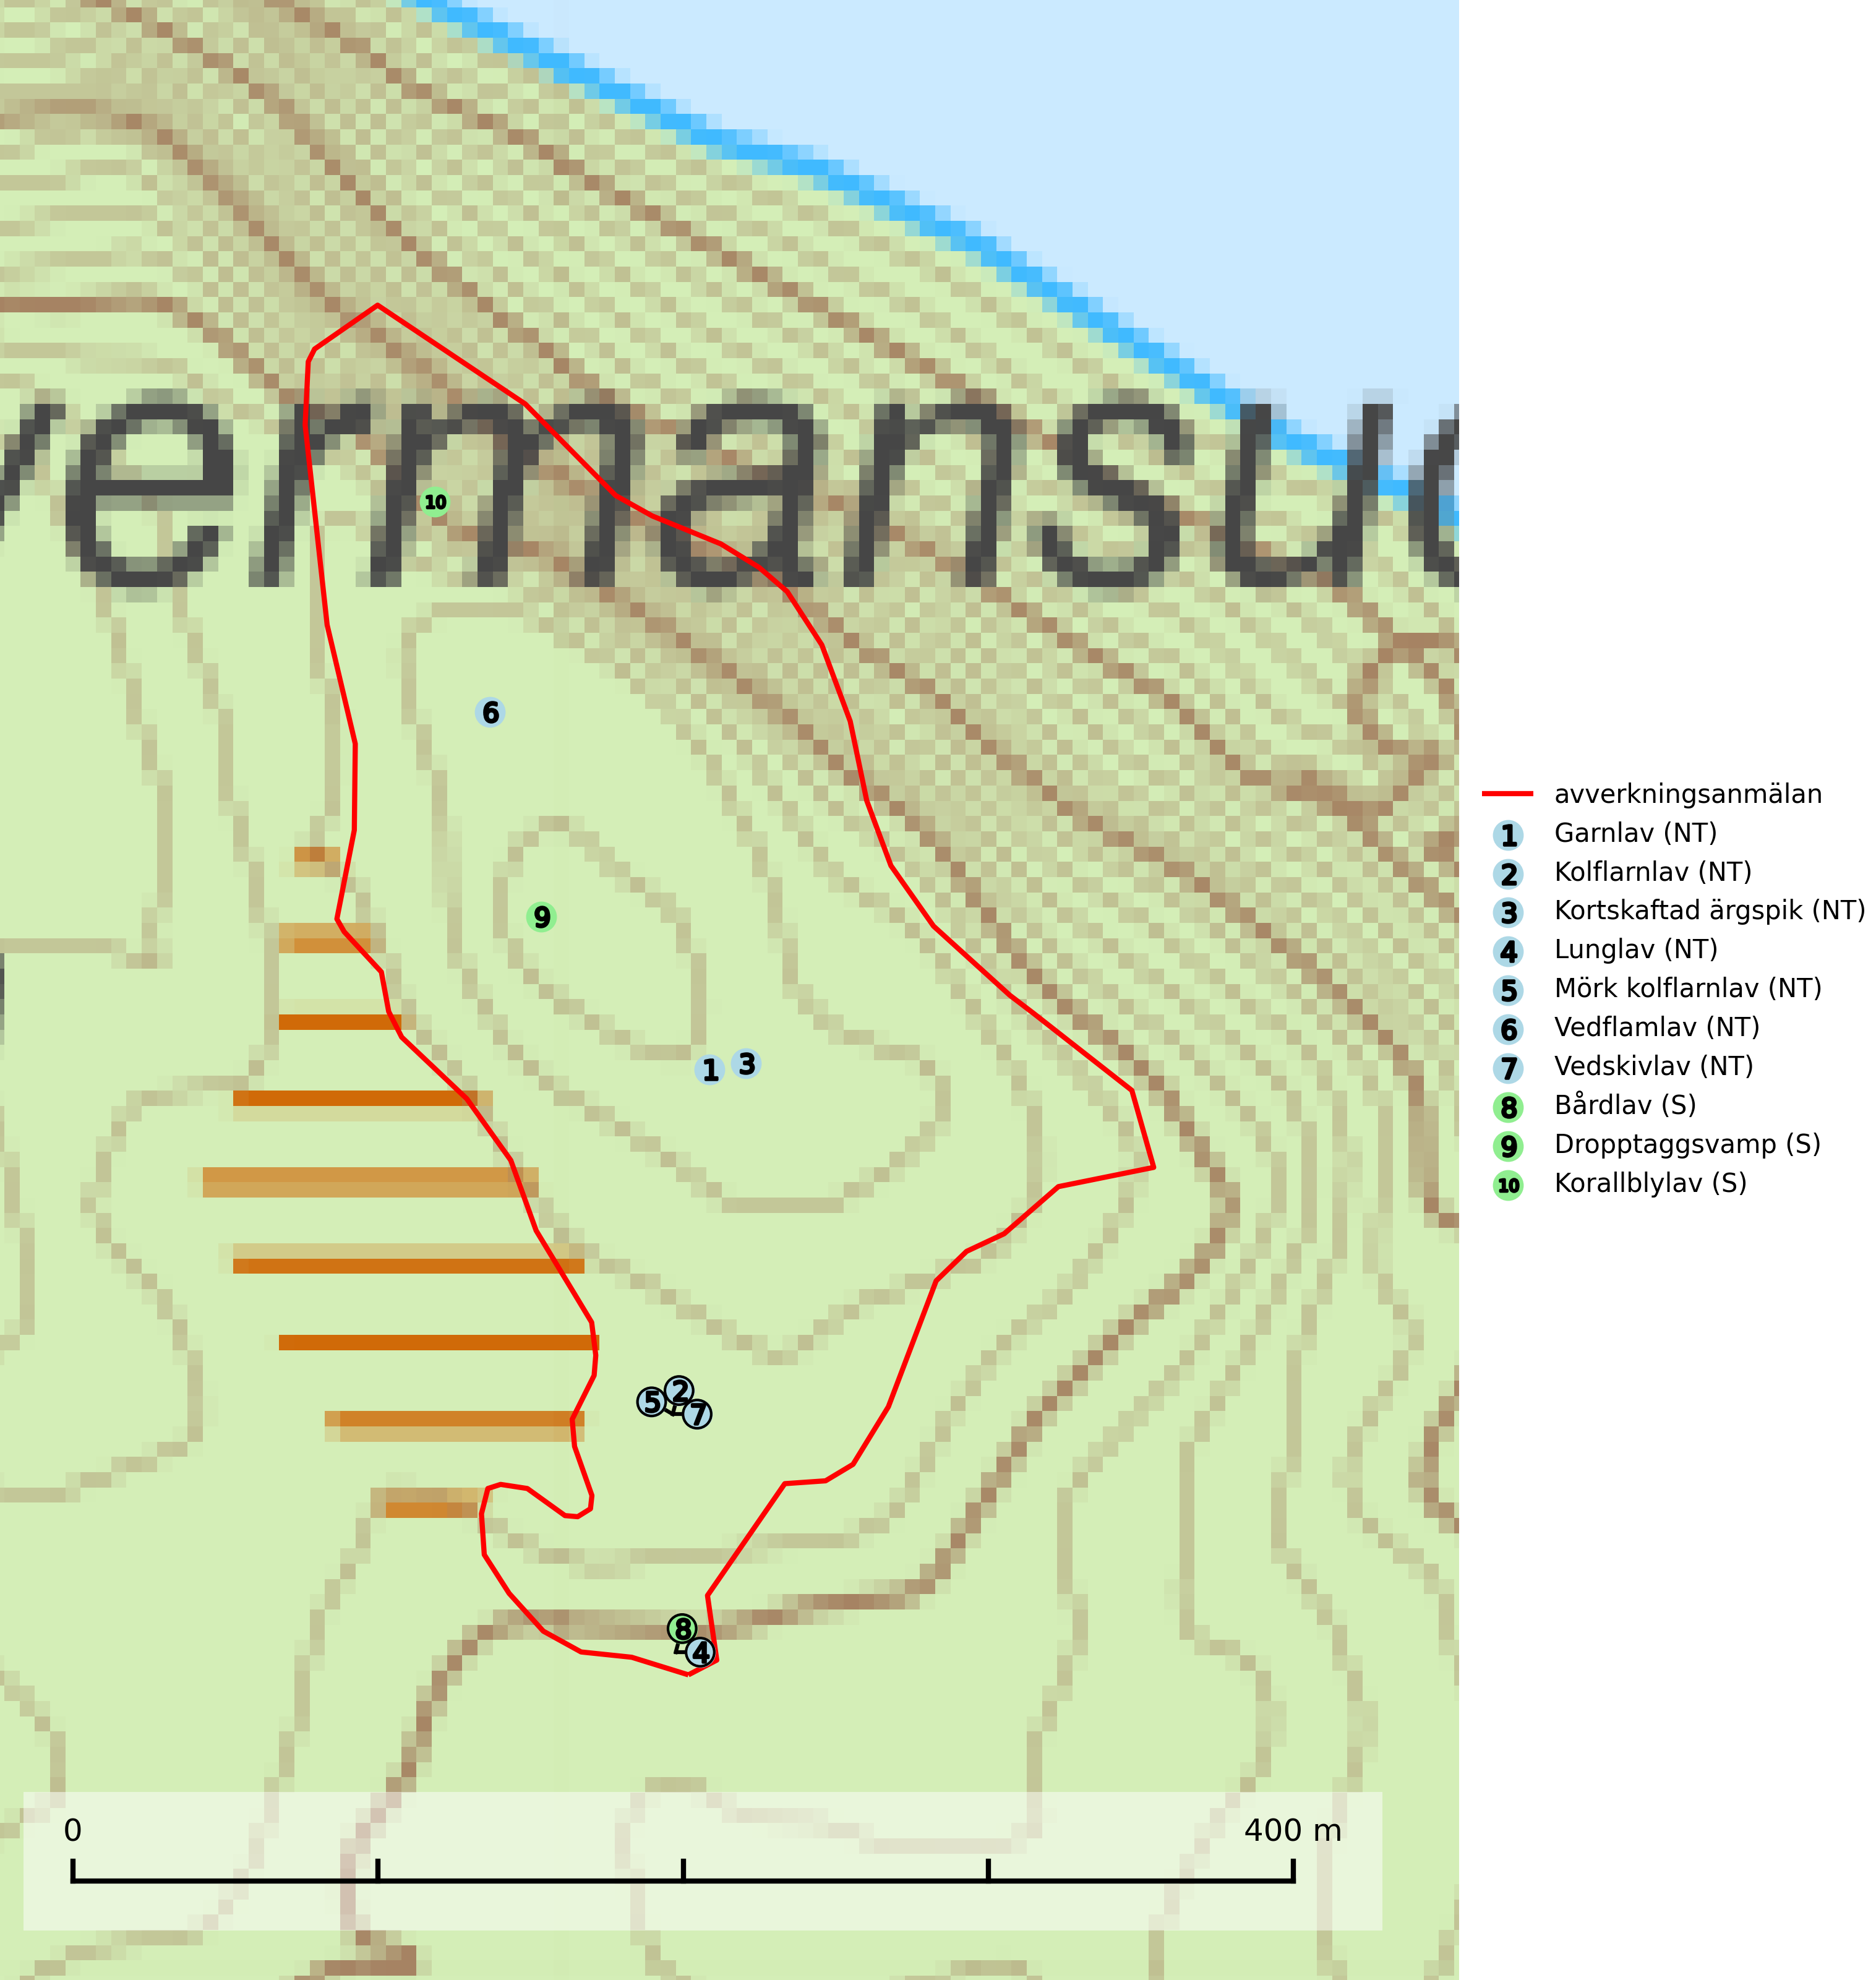 vermansu
10
6
9
1 3
5 2 7
8
4
0 400 m
avverkningsanmälan
1 Garnlav (NT)
2 Kolflarnlav (NT)
3 Kortskaftad ärgspik (NT)
4 Lunglav (NT)
5 Mörk kolflarnlav (NT)
6 Vedflamlav (NT)
7 Vedskivlav (NT)
8 Bårdlav (S)
9 Dropptaggsvamp (S)
10 Korallblylav (S)